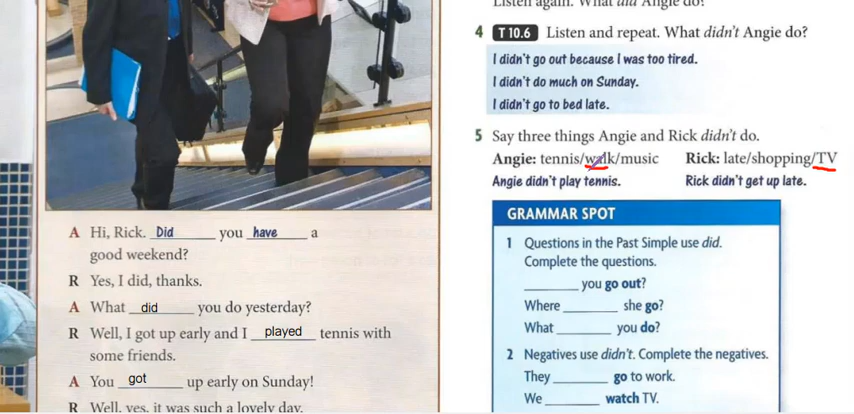 A Hi, Rick. Did you have a
good weekend?
R Yes, I did, thanks.
A What did you do yesterday?
R Well, I got up early and I played tennis with
some friends.
A You got up early on Sunday!
R Well, yes, it was such a lovely day.
Listen again. What did Angie do?
4 T 10.6 Listen and repeat. What didn't Angie do?
I didn't go out because I was too tired.
I didn't do much on Sunday.
I didn't go to bed late.
5 Say three things Angie and Rick didn't do.
Angie: tennis/walk/music Rick: late/shopping/TV
Angie didn't play tennis. Rick didn't get up late.
GRAMMAR SPOT
1 Questions in the Past Simple use did.
Complete the questions.
________ you go out?
Where ________ she go?
What ________ you do?
2 Negatives use didn't. Complete the negatives.
They ________ go to work.
We ________ watch TV.